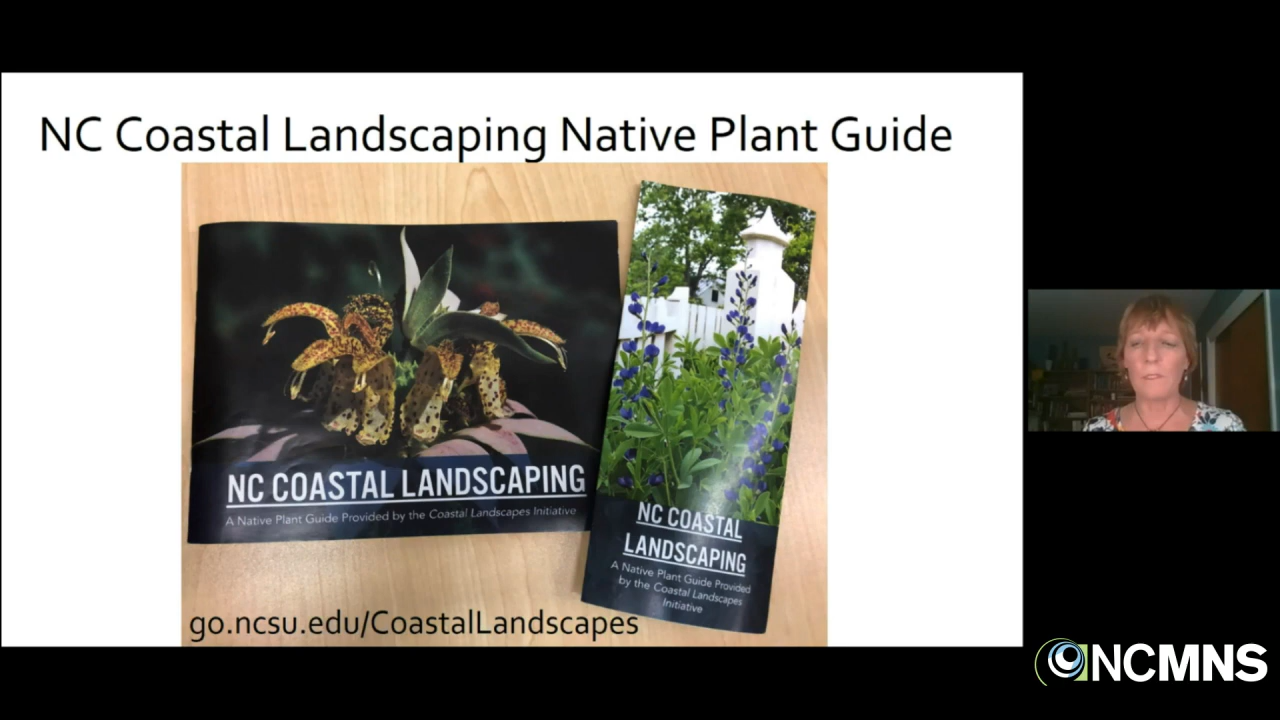 NC Coastal Landscaping Native Plant Guide
NC COASTAL LANDSCAPING
A Native Plant Guide Provided by the Coastal Landscapes Initiative
NC COASTAL
LANDSCAPING
A Native Plant Guide Provided
by the Coastal Landscapes
Initiative
go.ncsu.edu/CoastalLandscapes
NCMNS